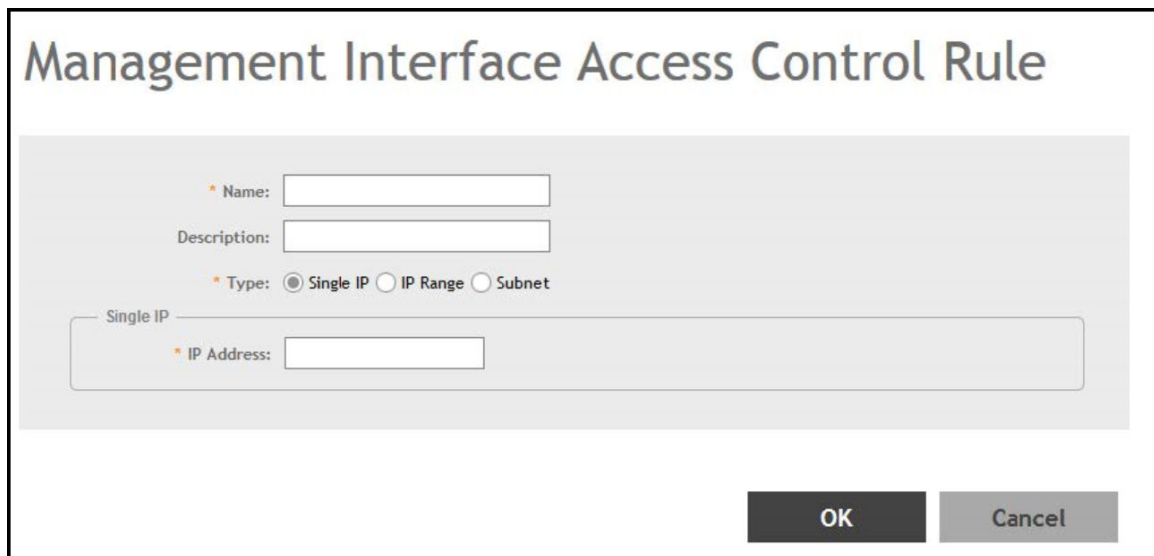 Management Interface Access Control Rule
* Name:
Description:
* Type: Single IP IP Range Subnet
Single IP
* IP Address:
OK Cancel